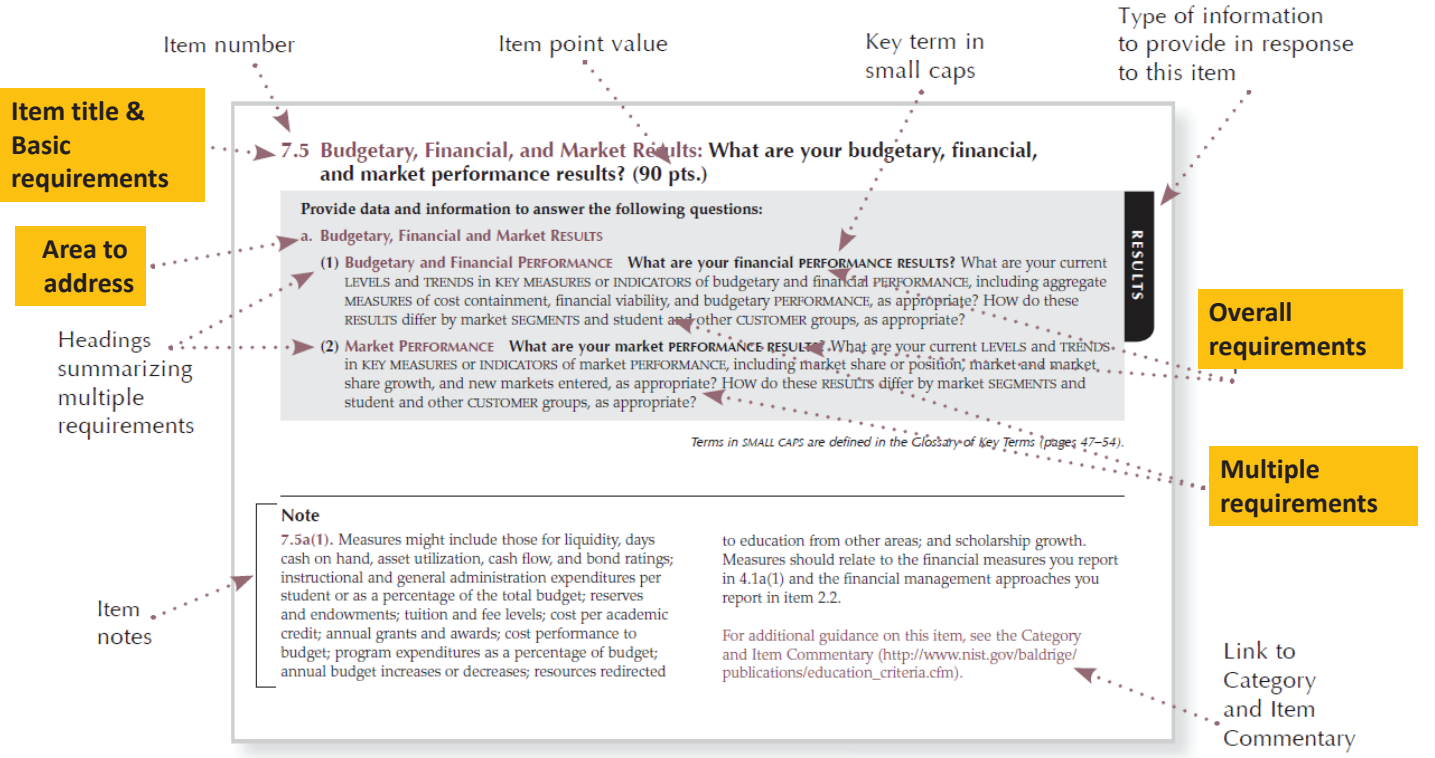 Type of information
to provide in response
to this item
Item number
Item point value
Key term in
small caps
Item title &
Basic
requirements
7.5 Budgetary, Financial, and Market Results: What are your budgetary, financial,
and market performance results? (90 pts.)
Provide data and information to answer the following questions:
a. Budgetary, Financial and Market RESULTS
(1) Budgetary and Financial PERFORMANCE What are your financial PERFORMANCE RESULTS? What are your current
LEVELS and TRENDS in KEY MEASURES or INDICATORS of budgetary and financial PERFORMANCE, including aggregate
MEASURES of cost containment, financial viability, and budgetary PERFORMANCE, as appropriate? HOW do these
RESULTS differ by market SEGMENTS and student and other CUSTOMER groups, as appropriate?
(2) Market PERFORMANCE What are your market PERFORMANCE RESULTS? What are your current LEVELS and TRENDS
in KEY MEASURES or INDICATORS of market PERFORMANCE, including market share or position, market and market
share growth, and new markets entered, as appropriate? HOW do these RESULTS differ by market SEGMENTS and
student and other CUSTOMER groups, as appropriate?
RESULTS
Area to
address
Headings
summarizing
multiple
requirements
Overall
requirements
Terms in SMALL CAPS are defined in the Glossary of Key Terms (pages 47–54).
Multiple
requirements
Note
7.5a(1). Measures might include those for liquidity, days
cash on hand, asset utilization, cash flow, and bond ratings;
instructional and general administration expenditures per
student or as a percentage of the total budget; reserves
and endowments; tuition and fee levels; cost per academic
credit; annual grants and awards; cost performance to
budget; program expenditures as a percentage of budget;
annual budget increases or decreases; resources redirected
to education from other areas; and scholarship growth.
Measures should relate to the financial measures you report
in 4.1a(1) and the financial management approaches you
report in item 2.2.
For additional guidance on this item, see the Category
and Item Commentary (http://www.nist.gov/baldrige/
publications/education_criteria.cfm).
Item
notes
Link to
Category
and Item
Commentary